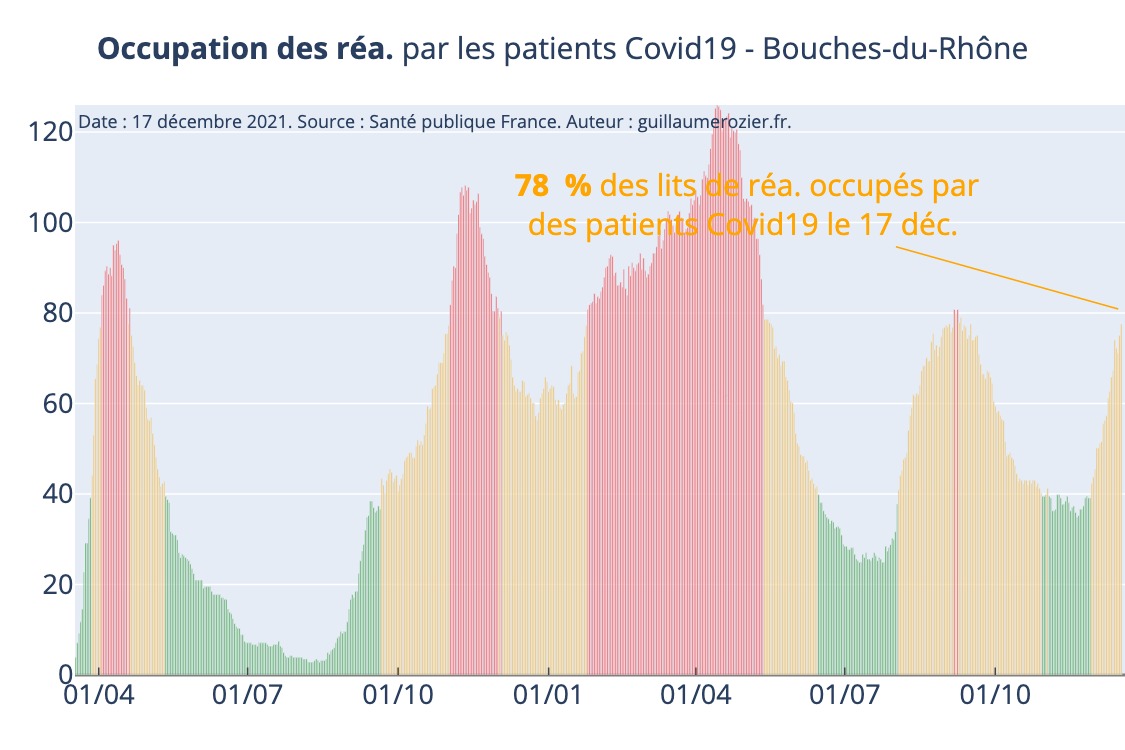 Occupation des réa. par les patients Covid19 - Bouches-du-Rhône
Date : 17 décembre 2021. Source : Santé publique France. Auteur : guillaumerozier.fr.
78 % des lits de réa. occupés par
des patients Covid19 le 17 déc.
120
100
80
60
40
20
0
01/04 01/07 01/10 01/01 01/04 01/07 01/10